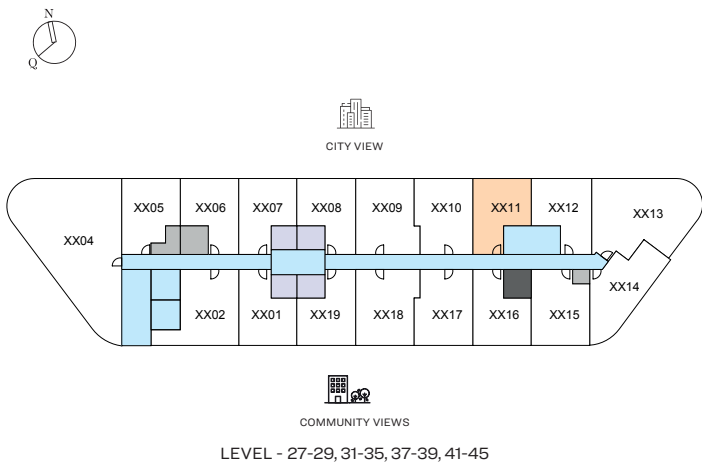 N
Q
CITY VIEW
XX05 XX06 XX07 XX08 XX09 XX10 XX11 XX12
XX13
XX04
XX14
XX02 XX01 XX19 XX18 XX17 XX16 XX15
COMMUNITY VIEWS
LEVEL - 27-29, 31-35, 37-39, 41-45